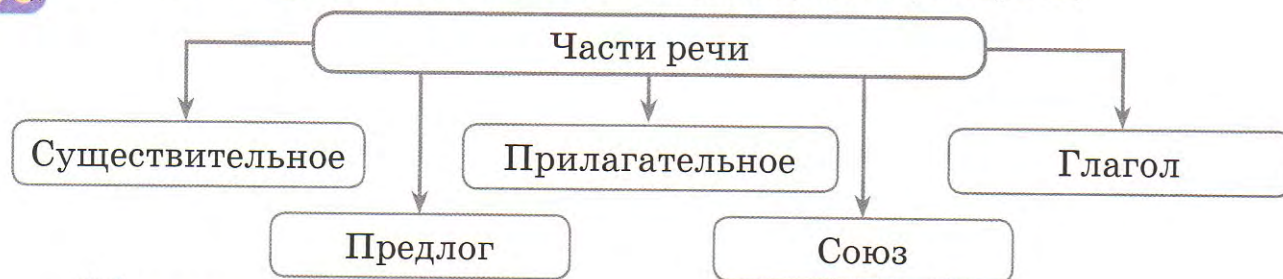 Части речи
Существительное
Прилагательное
Глагол
Предлог
Союз